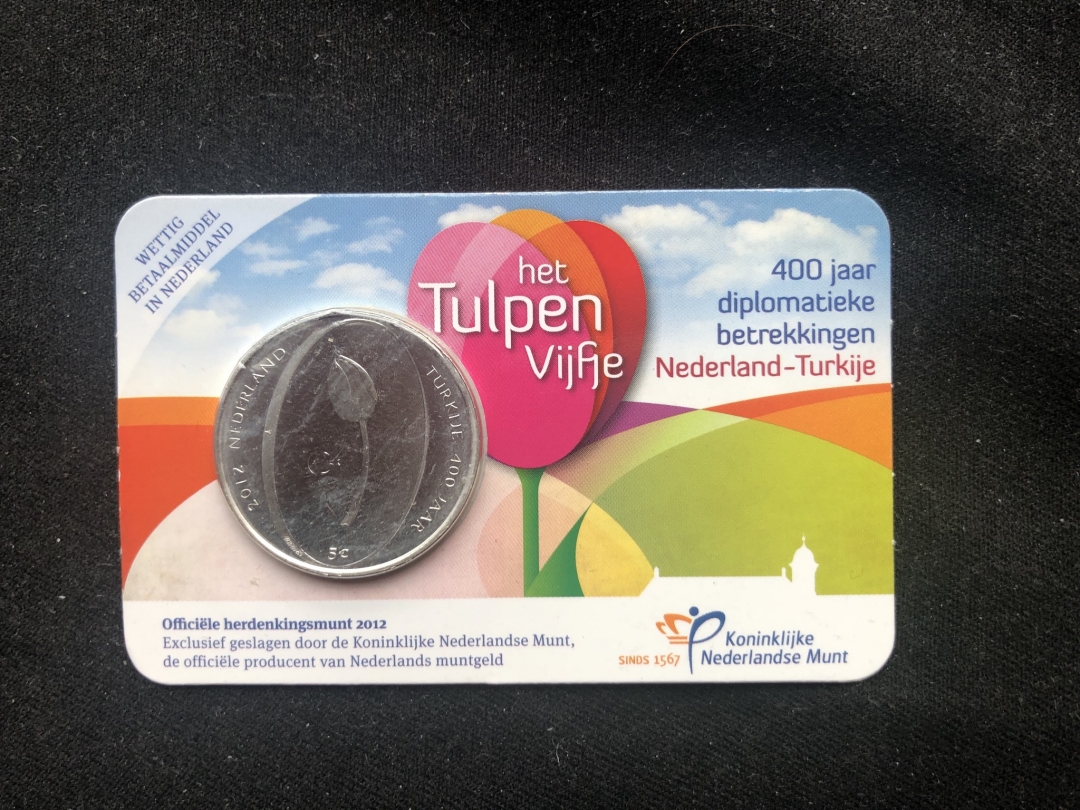 WETTIG
BETAALMIDDEL
IN NEDERLAND
het
Tulpen
Vijfje
400 jaar
diplomatieke
betrekkingen
Nederland-Turkije
2012 NEDERLAND
TURKIJE 400 JAAR
5€
Officiële herdenkingsmunt 2012
Exclusief geslagen door de Koninklijke Nederlandse Munt,
de officiële producent van Nederlands muntgeld
SINDS 1567
Koninklijke
Nederlandse Munt